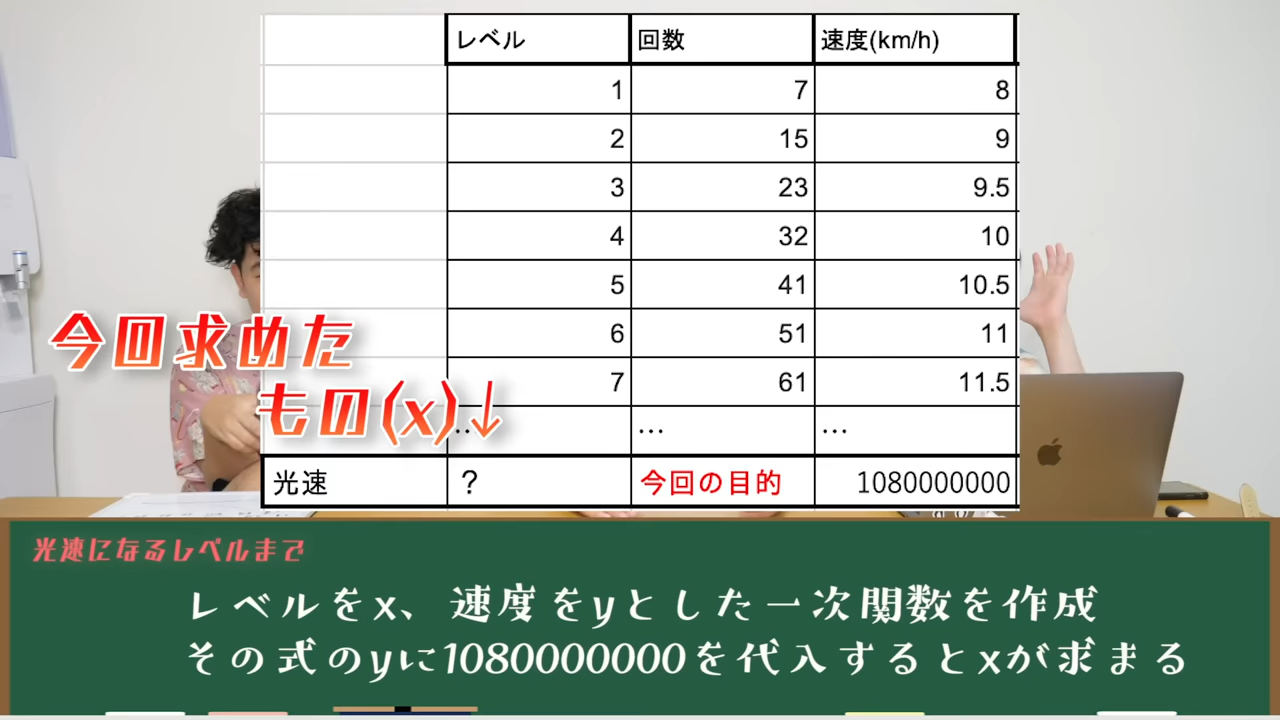 レベル 回数 速度(km/h)
1 7 8
2 15 9
3 23 9.5
4 32 10
5 41 10.5
6 51 11
7 61 11.5
… … …
光速 ? 今回の目的 1080000000
今回求めた
もの(x)↓
光速になるレベルまで
レベルをx、速度をyとした一次関数を作成
その式のyに1080000000を代入するとxが求まる